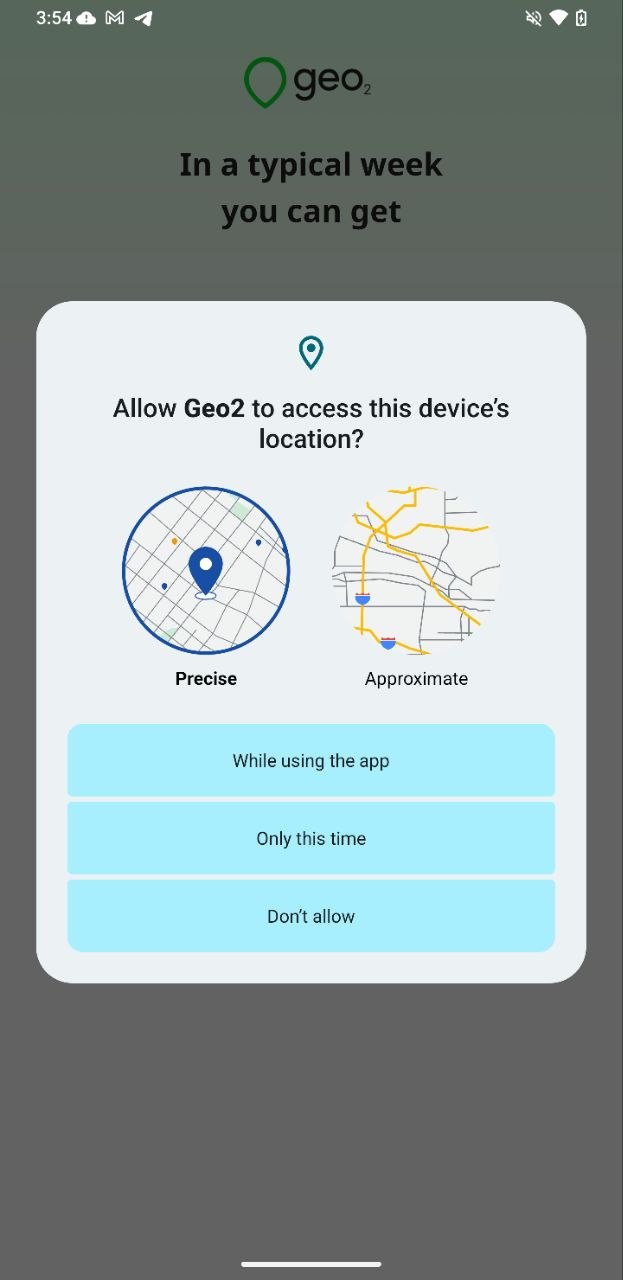 3:54
geo2
In a typical week
you can get
Allow Geo2 to access this device’s
location?
Precise
Approximate
While using the app
Only this time
Don’t allow